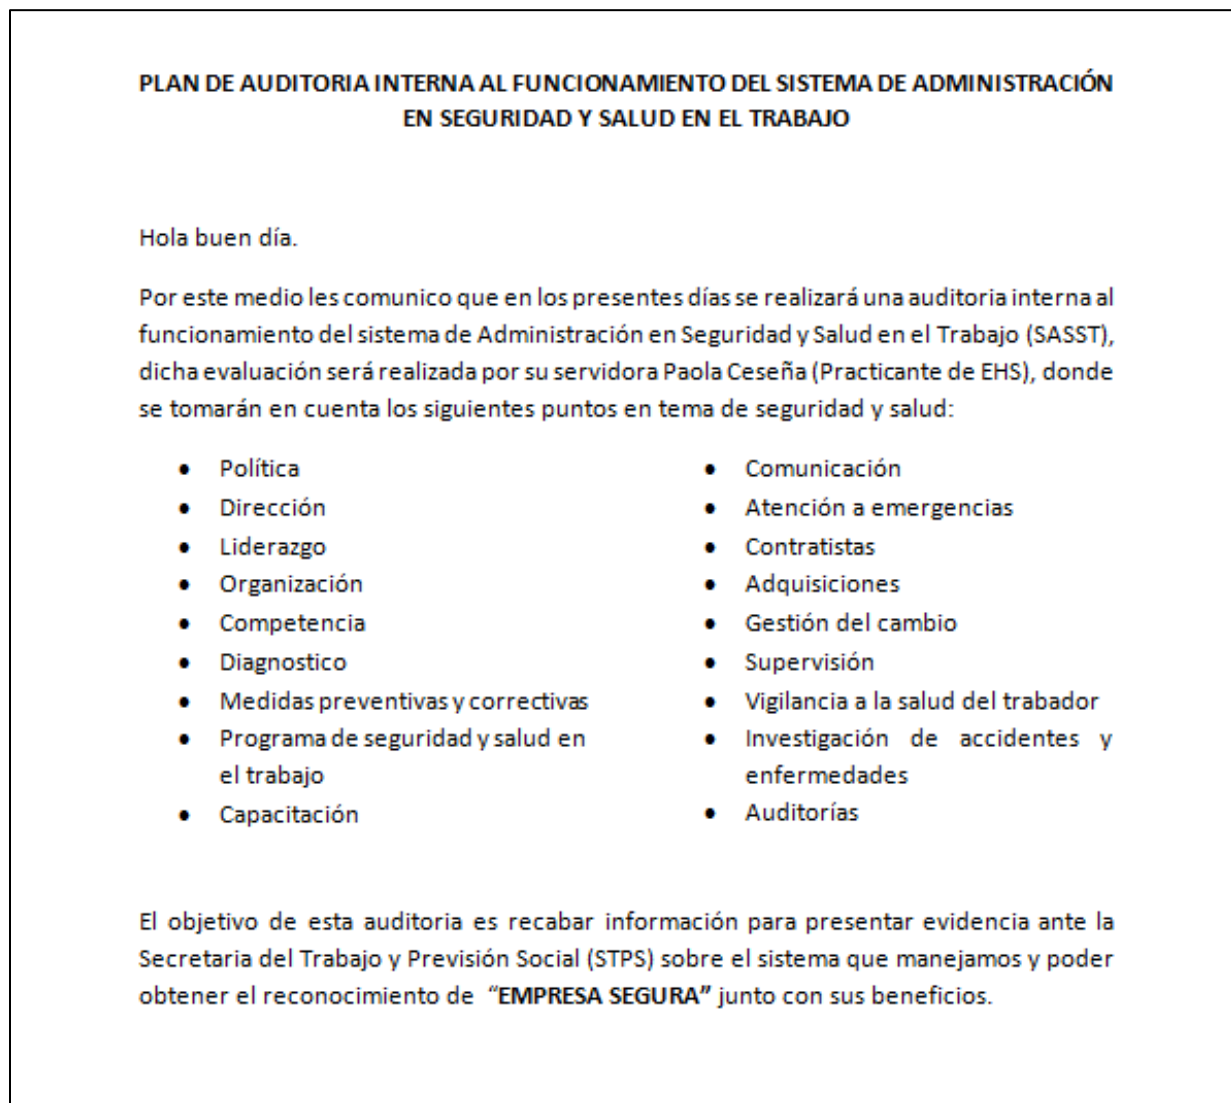 PLAN DE AUDITORIA INTERNA AL FUNCIONAMIENTO DEL SISTEMA DE ADMINISTRACIÓN
EN SEGURIDAD Y SALUD EN EL TRABAJO
Hola buen día.
Por este medio les comunico que en los presentes días se realizará una auditoria interna al
funcionamiento del sistema de Administración en Seguridad y Salud en el Trabajo (SASST),
dicha evaluación será realizada por su servidora Paola Ceseña (Practicante de EHS), donde
se tomarán en cuenta los siguientes puntos en tema de seguridad y salud:
• Política
• Dirección
• Liderazgo
• Organización
• Competencia
• Diagnostico
• Medidas preventivas y correctivas
• Programa de seguridad y salud en
el trabajo
• Capacitación
• Comunicación
• Atención a emergencias
• Contratistas
• Adquisiciones
• Gestión del cambio
• Supervisión
• Vigilancia a la salud del trabador
• Investigación de accidentes y
enfermedades
• Auditorías
El objetivo de esta auditoria es recabar información para presentar evidencia ante la
Secretaria del Trabajo y Previsión Social (STPS) sobre el sistema que manejamos y poder
obtener el reconocimiento de “EMPRESA SEGURA” junto con sus beneficios.